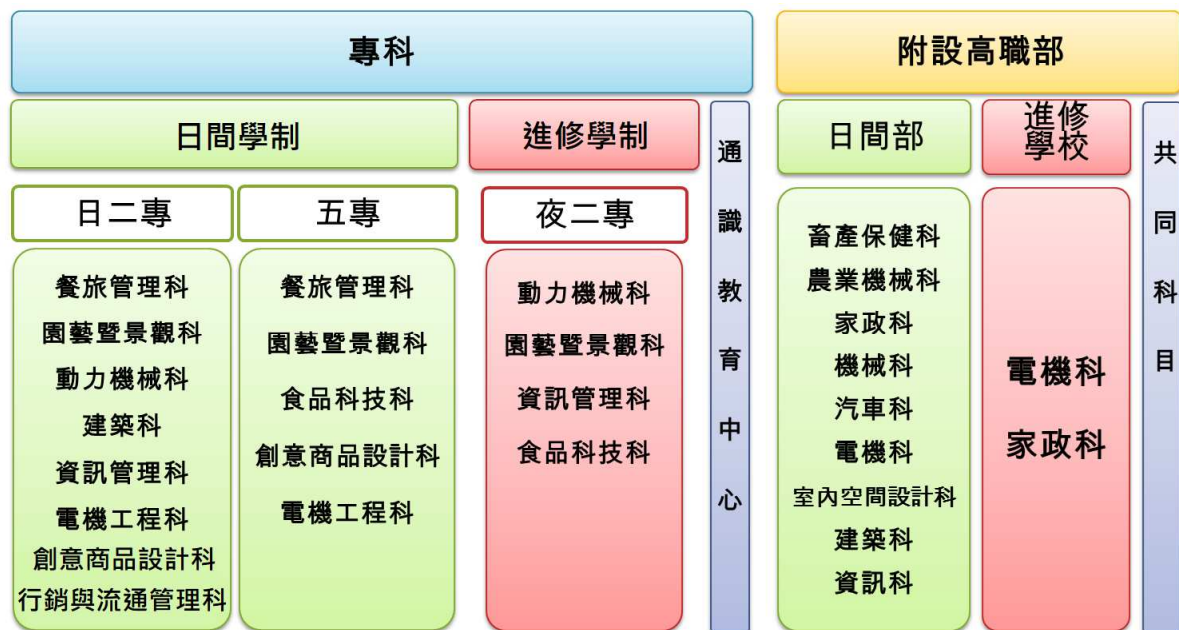 專科
日間學制
日二專
餐旅管理科
園藝暨景觀科
動力機械科
建築科
資訊管理科
電機工程科
創意商品設計科
行銷與流通管理科
五專
餐旅管理科
園藝暨景觀科
食品科技科
創意商品設計科
電機工程科
進修學制
夜二專
動力機械科
園藝暨景觀科
資訊管理科
食品科技科
通識教育中心
附設高職部
日間部
畜產保健科
農業機械科
家政科
機械科
汽車科
電機科
室內空間設計科
建築科
資訊科
進修
學校
電機科
家政科
共同科目